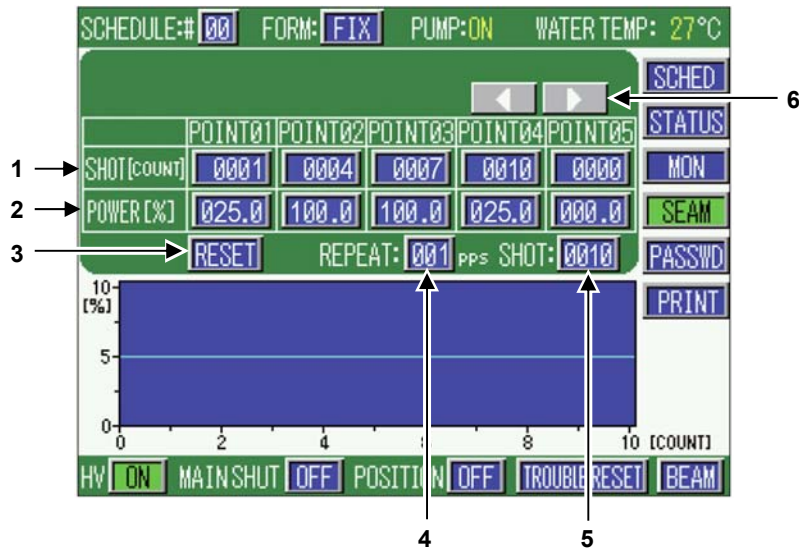 SCHEDULE:# 00 FORM: FIX PUMP:ON WATER TEMP: 27°C
SCHED
6
POINT01 POINT02 POINT03 POINT04 POINT05 STATUS
1 SHOT[COUNT] 0001 0004 0007 0010 0000 MON
2 POWER[%] 025.0 100.0 100.0 025.0 000.0 SEAM
3 RESET REPEAT: 001 PPS SHOT: 0010 PASSWD
10
[%]
PRINT
5
0
0 2 4 8 10 [COUNT]
HV ON MAIN SHUT OFF POSITION OFF TROUBLE RESET BEAM
4 5